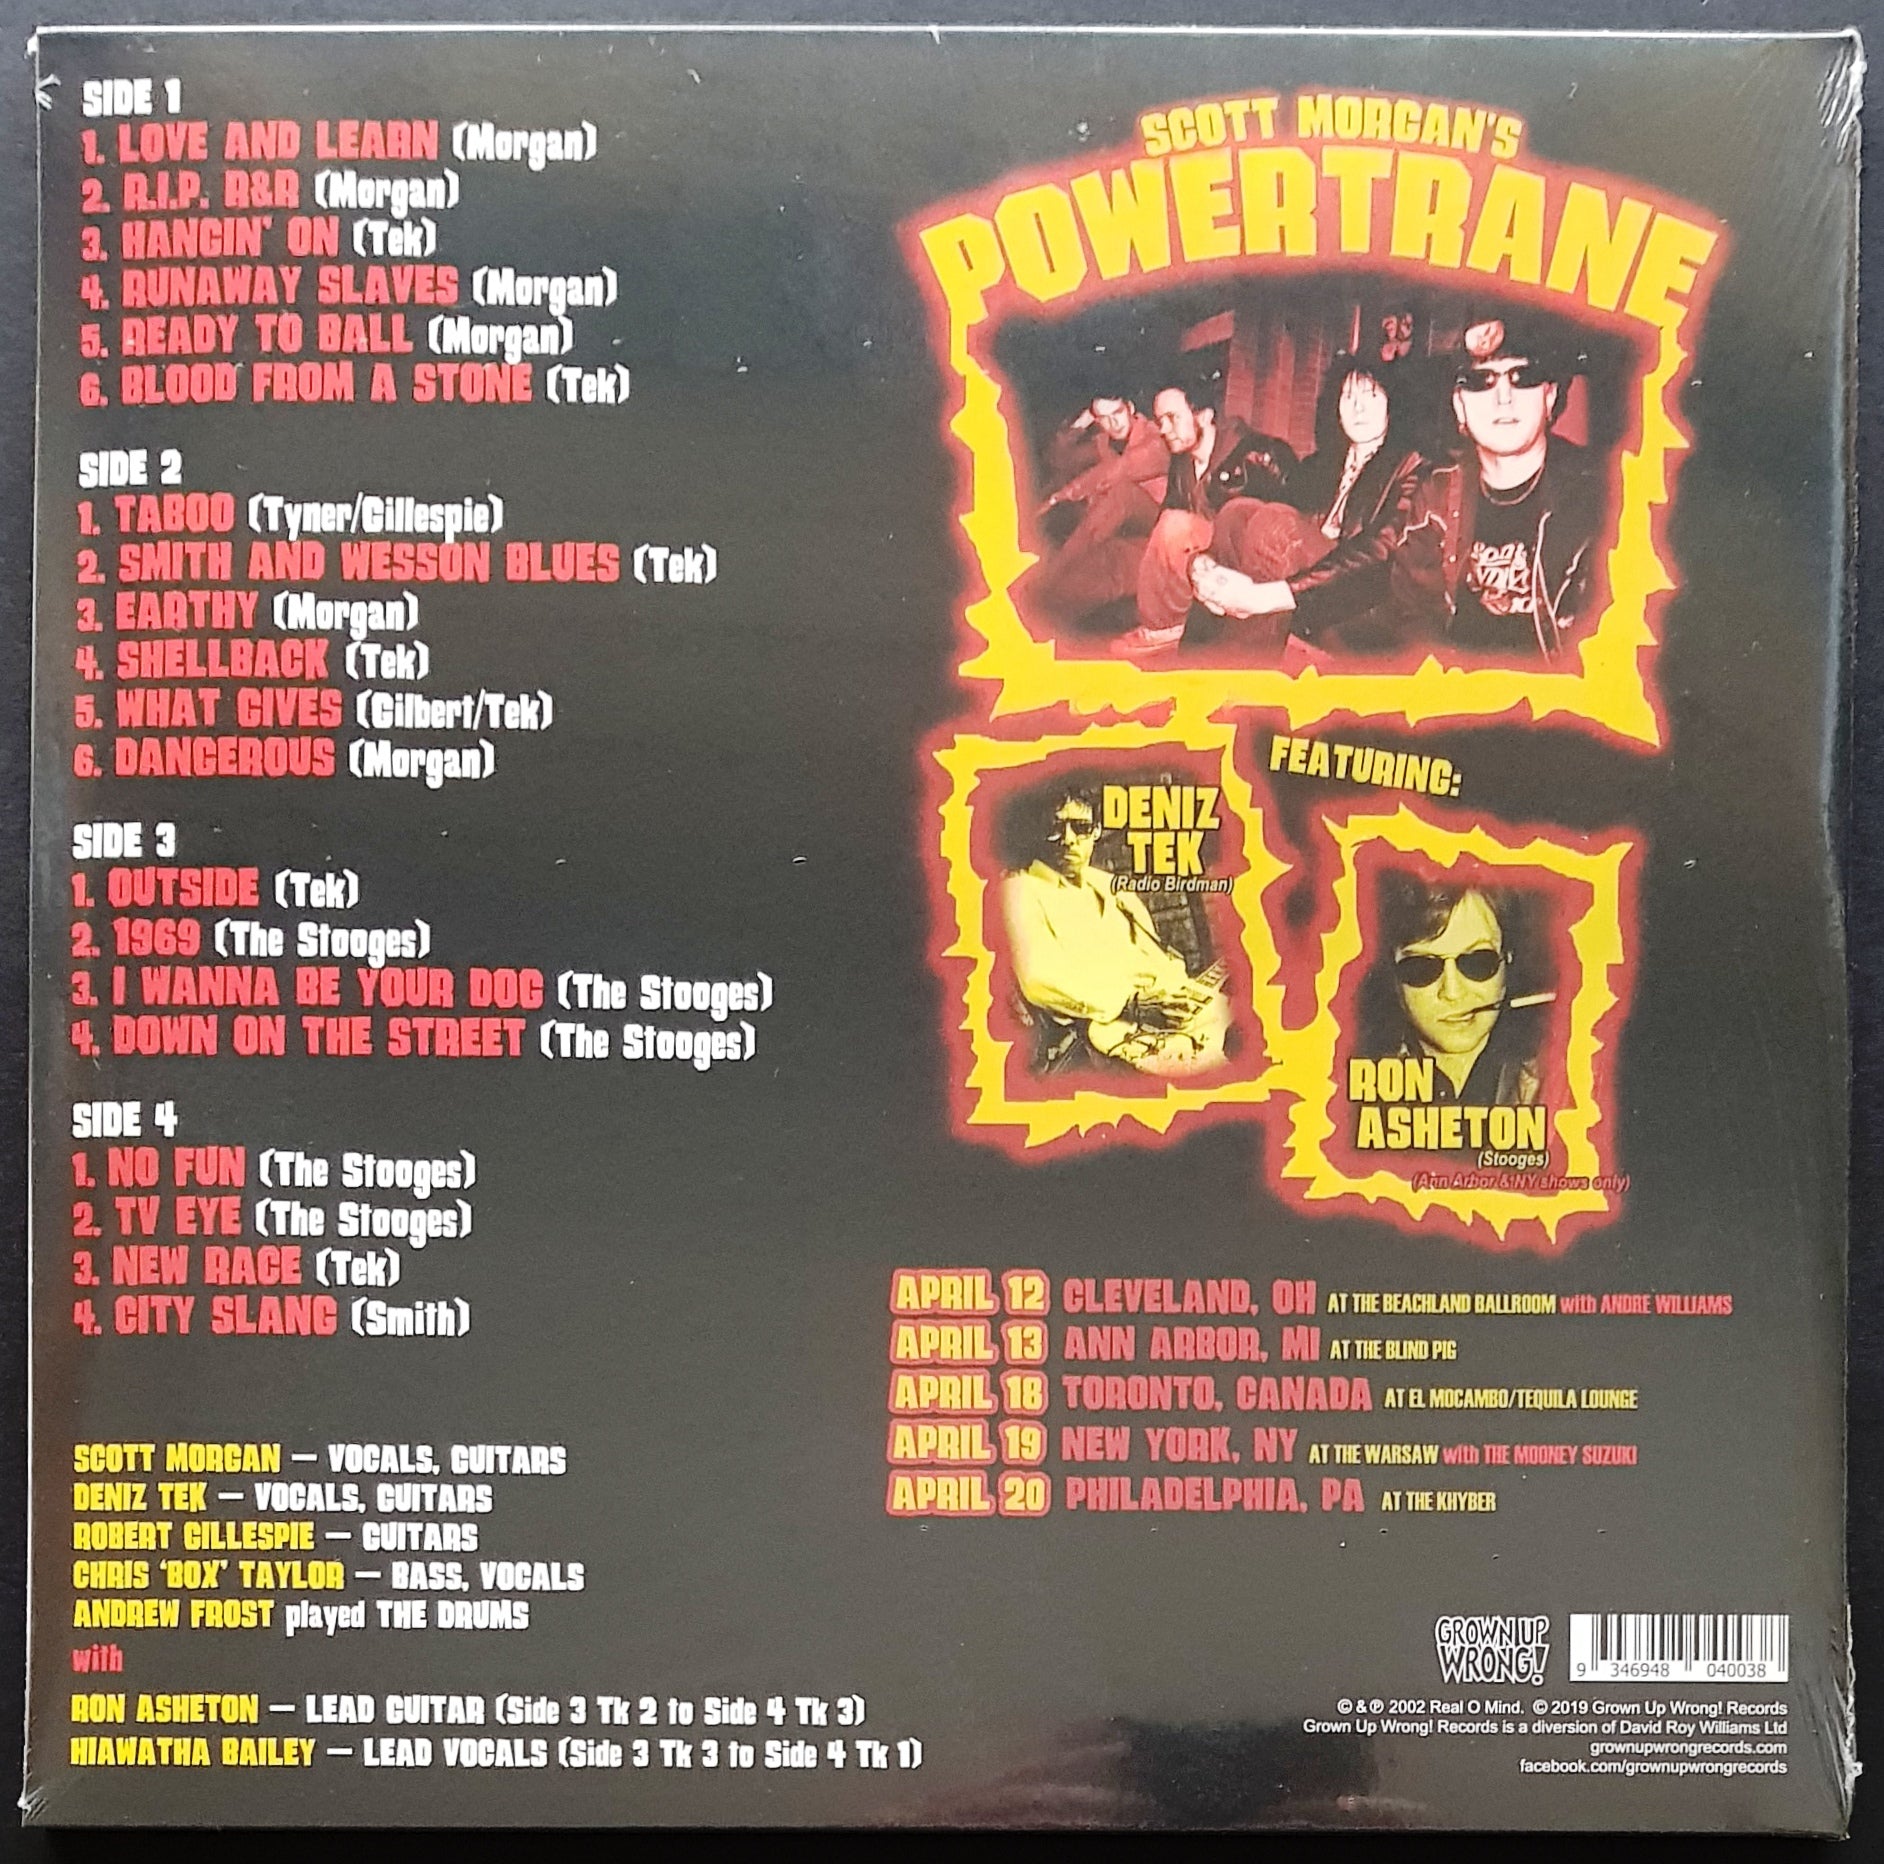 SIDE 1
1. LOVE AND LEARN (Morgan)
2. R.I.P. R&R (Morgan)
3. HANGIN' ON (Tek)
4. RUNAWAY SLAVES (Morgan)
5. READY TO BALL (Morgan)
6. BLOOD FROM A STONE (Tek)
SIDE 2
1. TABOO (Tyner/Gillespie)
2. SMITH AND WESSON BLUES (Tek)
3. EARTHY (Morgan)
4. SHELLBACK (Tek)
5. WHAT GIVES (Gilbert/Tek)
6. DANGEROUS (Morgan)
SIDE 3
1. OUTSIDE (Tek)
2. 1969 (The Stooges)
3. I WANNA BE YOUR DOG (The Stooges)
4. DOWN ON THE STREET (The Stooges)
SIDE 4
1. NO FUN (The Stooges)
2. TV EYE (The Stooges)
3. NEW RACE (Tek)
4. CITY SLANG (Smith)
SCOTT MORGAN — VOCALS, GUITARS
DENIZ TEK — VOCALS, GUITARS
ROBERT GILLESPIE — GUITARS
CHRIS 'BOX' TAYLOR — BASS, VOCALS
ANDREW FROST played THE DRUMS
with
RON ASHETON — LEAD GUITAR (Side 3 Tk 2 to Side 4 Tk 3)
HIAWATHA BAILEY — LEAD VOCALS (Side 3 Tk 3 to Side 4 Tk 1)
SCOTT MORGAN'S
POWERTRANE
FEATURING:
DENIZ
TEK
(Radio Birdman)
RON
ASHETON
(Stooges)
(Ann Arbor & NY shows only)
APRIL 12 CLEVELAND, OH AT THE BEACHLAND BALLROOM with ANDRE WILLIAMS
APRIL 13 ANN ARBOR, MI AT THE BLIND PIG
APRIL 18 TORONTO, CANADA AT EL MOCAMBO/TEQUILA LOUNGE
APRIL 19 NEW YORK, NY AT THE WARSAW with THE MOONEY SUZUKI
APRIL 20 PHILADELPHIA, PA AT THE KHYBER
GROWN UP
WRONG!
9 346948 040038
© & ℗ 2002 Real O Mind. © 2019 Grown Up Wrong! Records
Grown Up Wrong! Records is a diversion of David Roy Williams Ltd
grownupwrongrecords.com
facebook.com/grownupwrongrecords